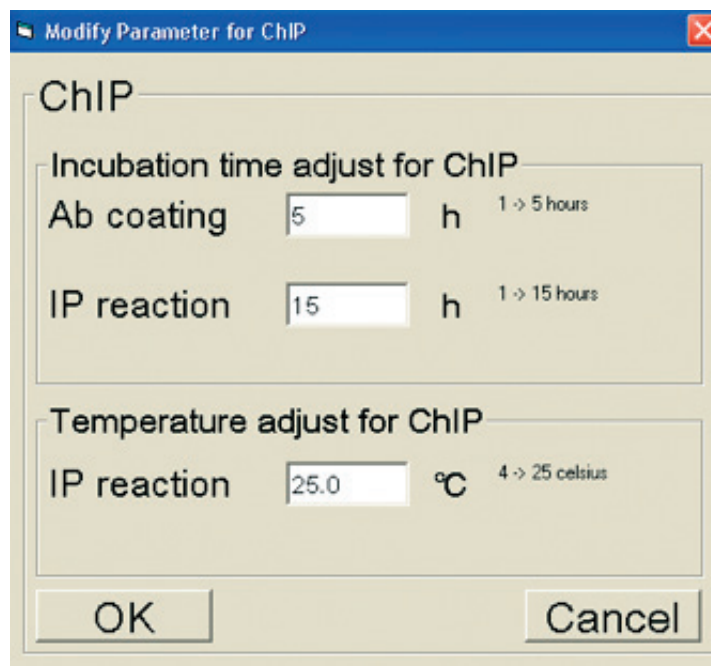 Modify Parameter for ChIP
ChIP
Incubation time adjust for ChIP
Ab coating 5 h 1 -> 5 hours
IP reaction 15 h 1 -> 15 hours
Temperature adjust for ChIP
IP reaction 25.0 °C 4 -> 25 celsius
OK Cancel